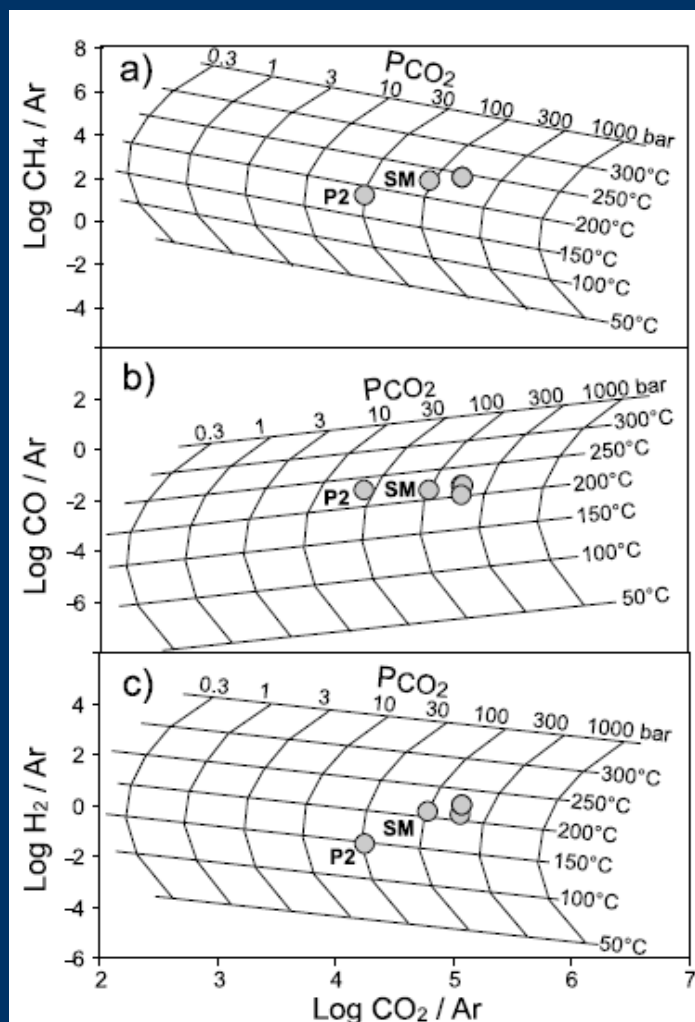 a)
PCO₂
0.3 1 3 10 30 100 300 1000 bar
300°C
250°C
200°C
150°C
100°C
50°C
P2
SM
8
6
4
2
0
−2
−4
Log CH₄ / Ar
b)
PCO₂
0.3 1 3 10 30 100 300 1000 bar
300°C
250°C
200°C
150°C
100°C
50°C
P2
SM
2
0
−2
−4
−6
Log CO / Ar
c)
PCO₂
0.3 1 3 10 30 100 300 1000 bar
300°C
250°C
200°C
150°C
100°C
50°C
SM
P2
4
2
0
−2
−4
−6
Log H₂ / Ar
2 3 4 5 6 7
Log CO₂ / Ar